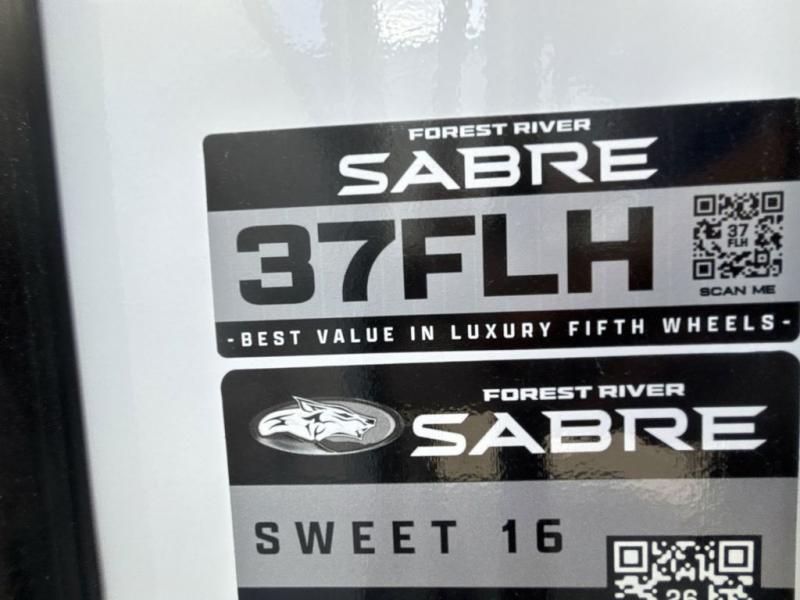 FOREST RIVER
SABRE
37FLH
37
FLH
SCAN ME
-BEST VALUE IN LUXURY FIFTH WHEELS-
FOREST RIVER
SABRE
SWEET 16